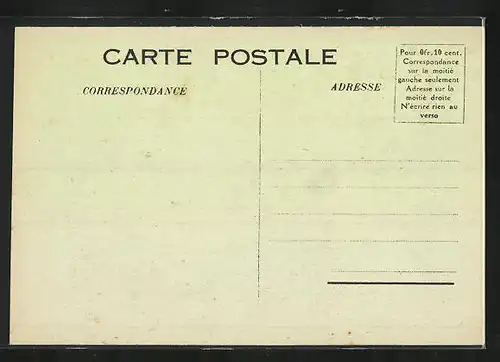 CARTE POSTALE
CORRESPONDANCE
ADRESSE
Pour 0fr. 10 cent.
Correspondance
sur la moitié
gauche seulement
Adresse sur la
moitié droite
N'écrire rien au
verso